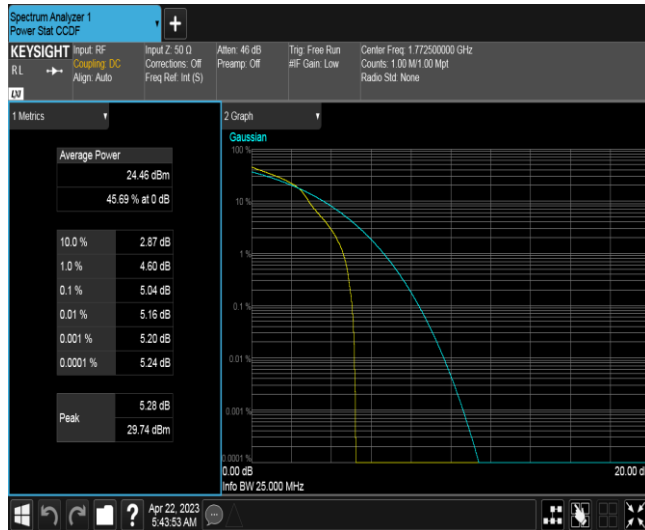 Spectrum Analyzer 1
Power Stat CCDF
+
KEYSIGHT
RL
LXI
Input: RF
Coupling: DC
Align: Auto
Input Z: 50 Ω
Corrections: Off
Freq Ref: Int (S)
Atten: 46 dB
Preamp: Off
Trig: Free Run
#IF Gain: Low
Center Freq: 1.772500000 GHz
Counts: 1.00 M/1.00 Mpt
Radio Std: None
1 Metrics
Average Power
24.46 dBm
45.69 % at 0 dB
10.0 % 2.87 dB
1.0 % 4.60 dB
0.1 % 5.04 dB
0.01 % 5.16 dB
0.001 % 5.20 dB
0.0001 % 5.24 dB
Peak
5.28 dB
29.74 dBm
2 Graph
Gaussian
100 %
10 %
1 %
0.1 %
0.01 %
0.001 %
0.0001 %
0.00 dB 20.00 d
Info BW 25.000 MHz
?
Apr 22, 2023
5:43:53 AM